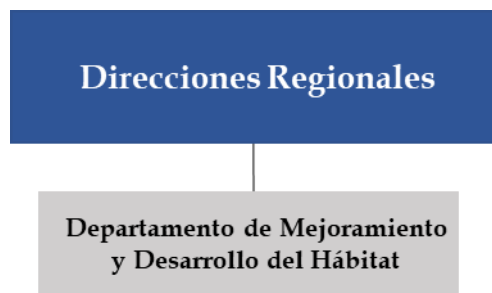 Direcciones Regionales
Departamento de Mejoramiento
y Desarrollo del Hábitat